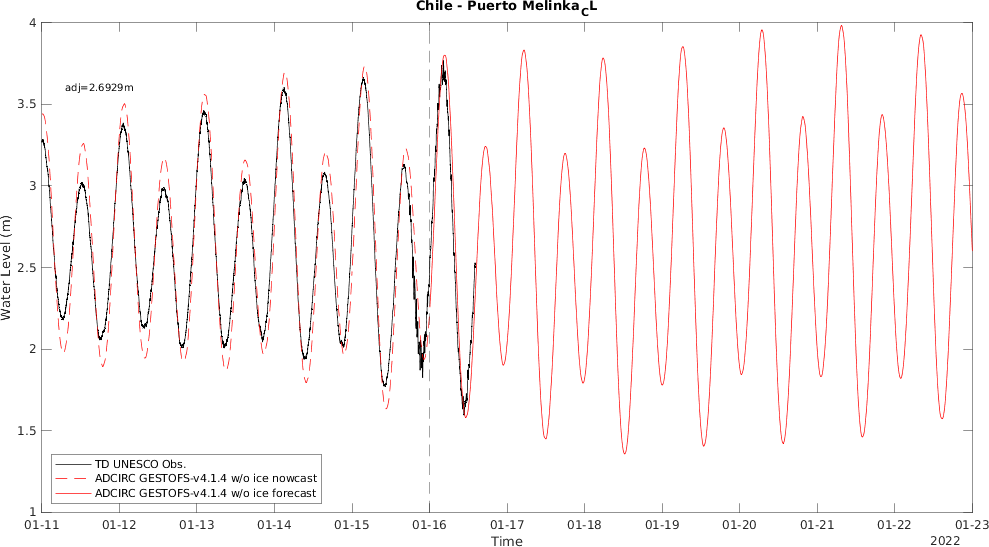 Chile - Puerto Melinka_CL
4
adj=2.6929m
3.5
3
2.5
2
1.5
1
Water Level (m)
TD UNESCO Obs.
ADCIRC GESTOFS-v4.1.4 w/o ice nowcast
ADCIRC GESTOFS-v4.1.4 w/o ice forecast
01-11 01-12 01-13 01-14 01-15 01-16 01-17 01-18 01-19 01-20 01-21 01-22 01-23
Time
2022